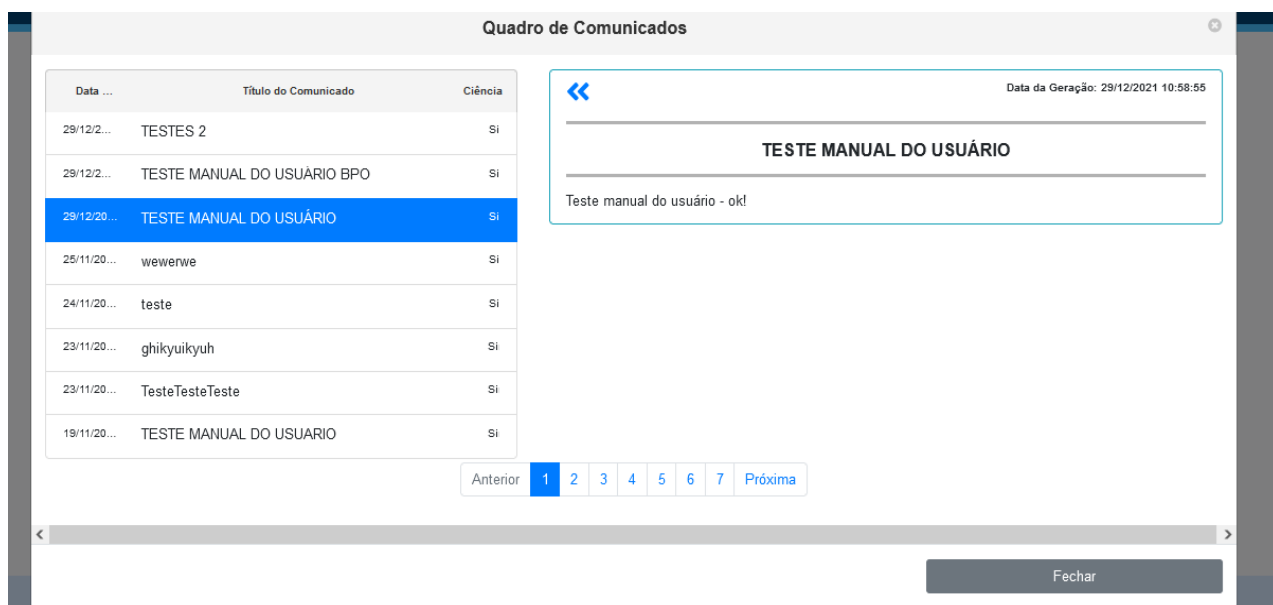 Quadro de Comunicados
Data ... Título do Comunicado Ciência
29/12/2... TESTES 2 Si
29/12/2... TESTE MANUAL DO USUÁRIO BPO Si
29/12/20... TESTE MANUAL DO USUÁRIO Si
25/11/20... wewerwe Si
24/11/20... teste Si
23/11/20... ghikyuikyuh Si
23/11/20... TesteTesteTeste Si
19/11/20... TESTE MANUAL DO USUARIO Si
Data da Geração: 29/12/2021 10:58:55
TESTE MANUAL DO USUÁRIO
Teste manual do usuário - ok!
Anterior 1 2 3 4 5 6 7 Próxima
Fechar